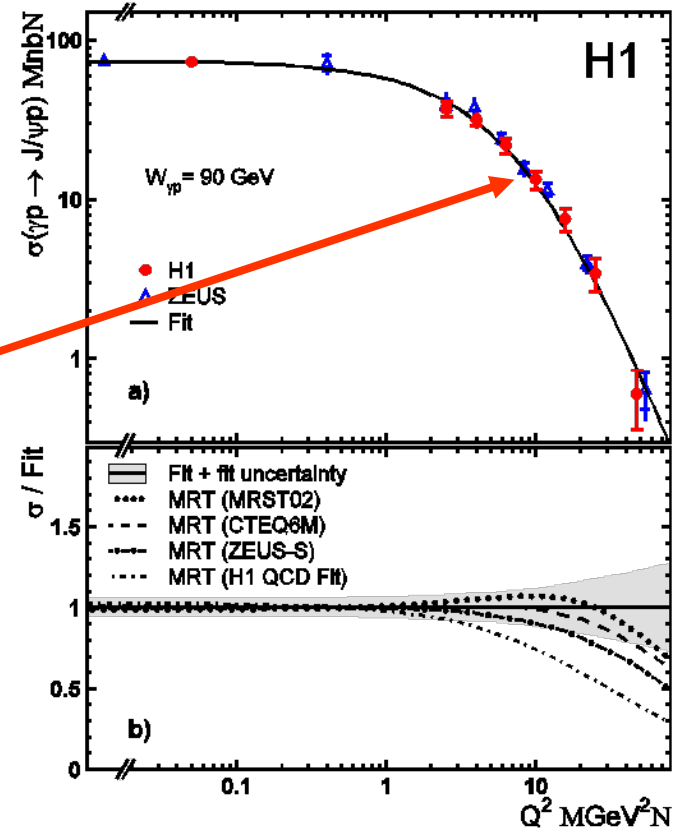 100
H1
σ(γp → J/ψp) MnbN
Wγp= 90 GeV
10
H1
ZEUS
Fit
1
a)
σ / Fit
Fit + fit uncertainty
MRT (MRST02)
1.5
MRT (CTEQ6M)
MRT (ZEUS–S)
MRT (H1 QCD Fit)
1
0.5
b)
0
0.1 1 10
Q² MGeV²N